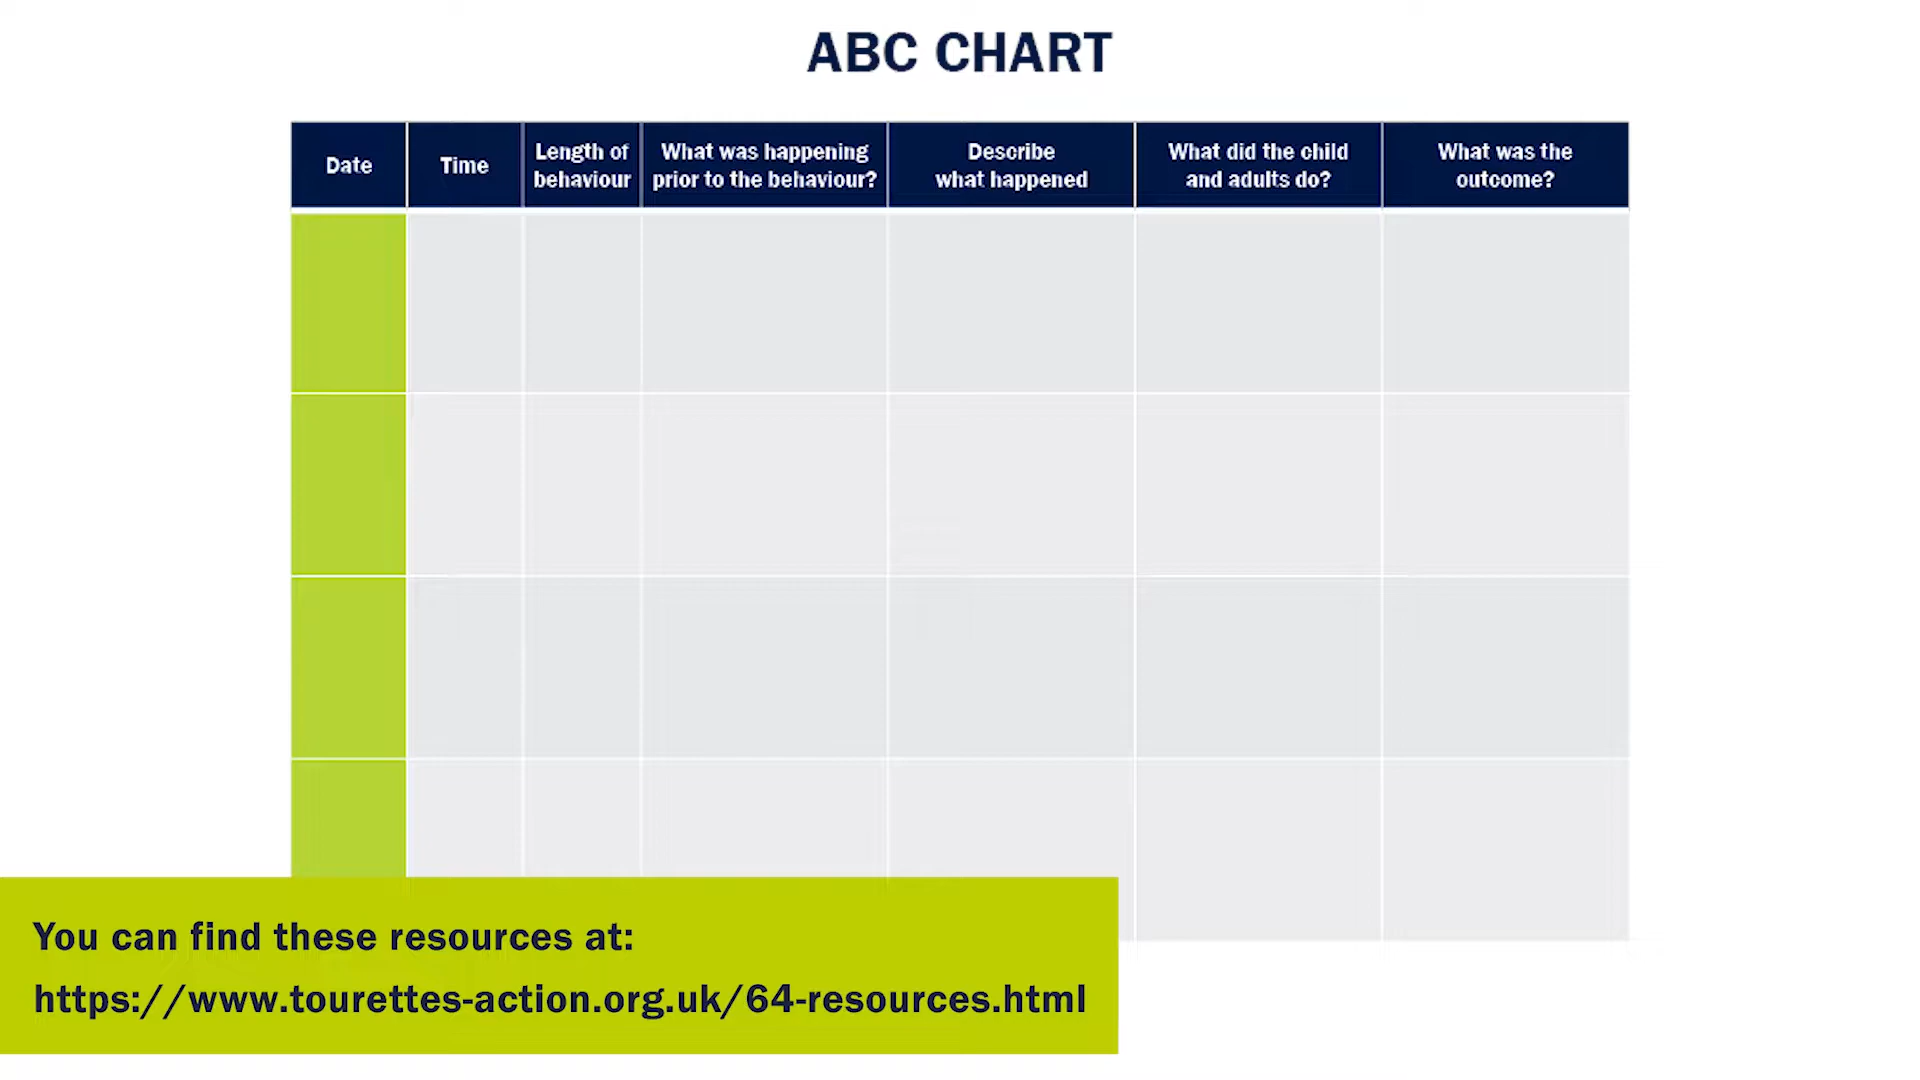 ABC CHART
Date
Time
Length of
behaviour
What was happening
prior to the behaviour?
Describe
what happened
What did the child
and adults do?
What was the
outcome?
You can find these resources at:
https://www.tourettes-action.org.uk/64-resources.html